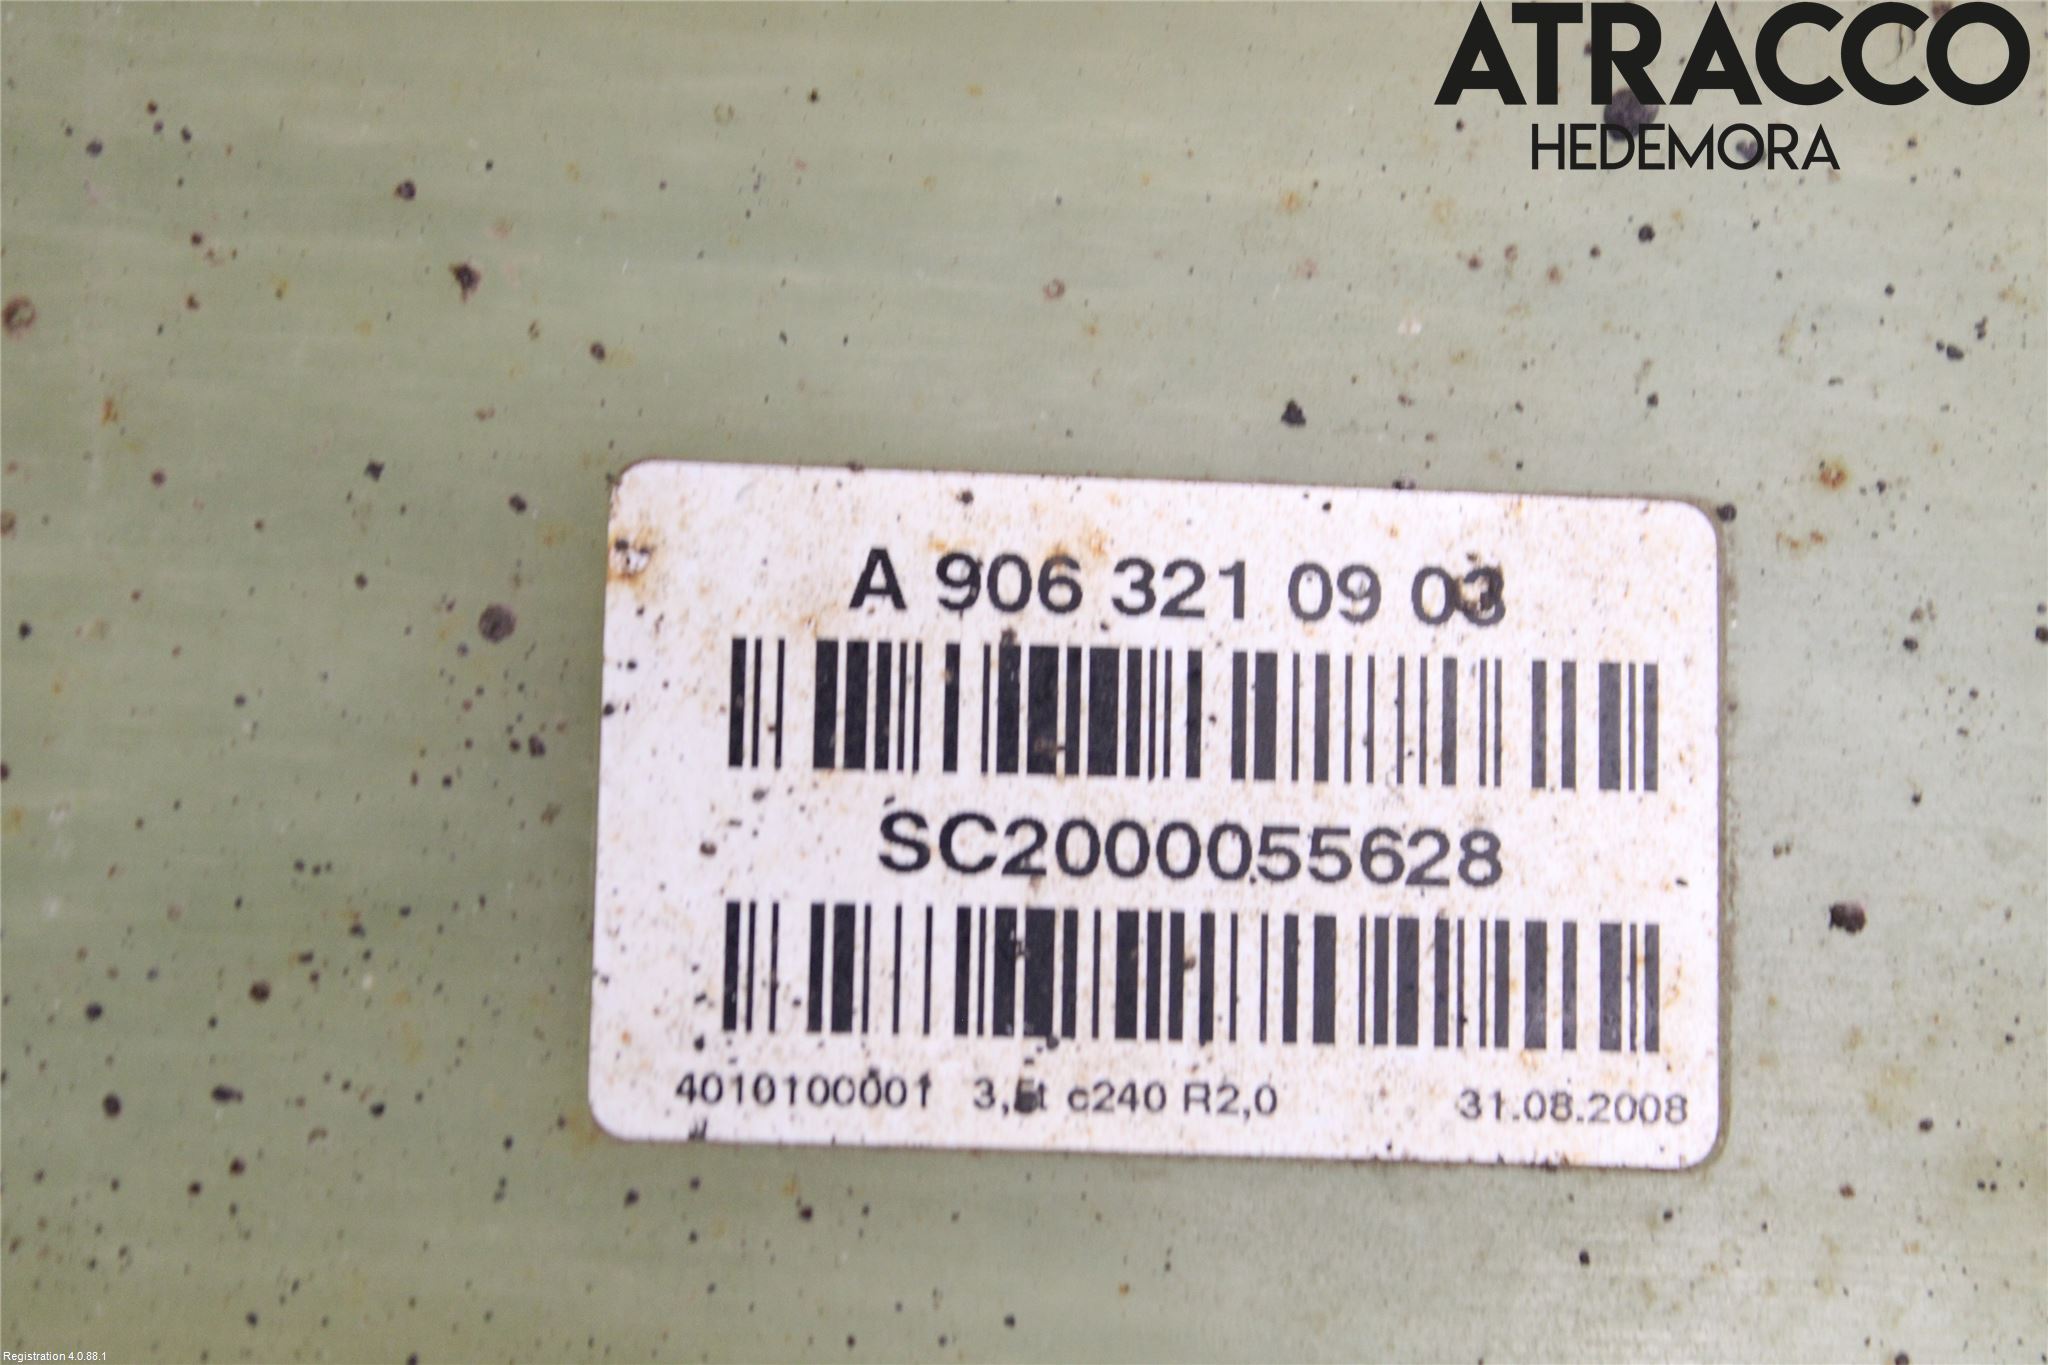 ATRACCO
HEDEMORA
A 906 321 09 03
SC2000055628
4010100001 3,5t c240 R2,0 31.08.2008
Registration 4.0.88.1